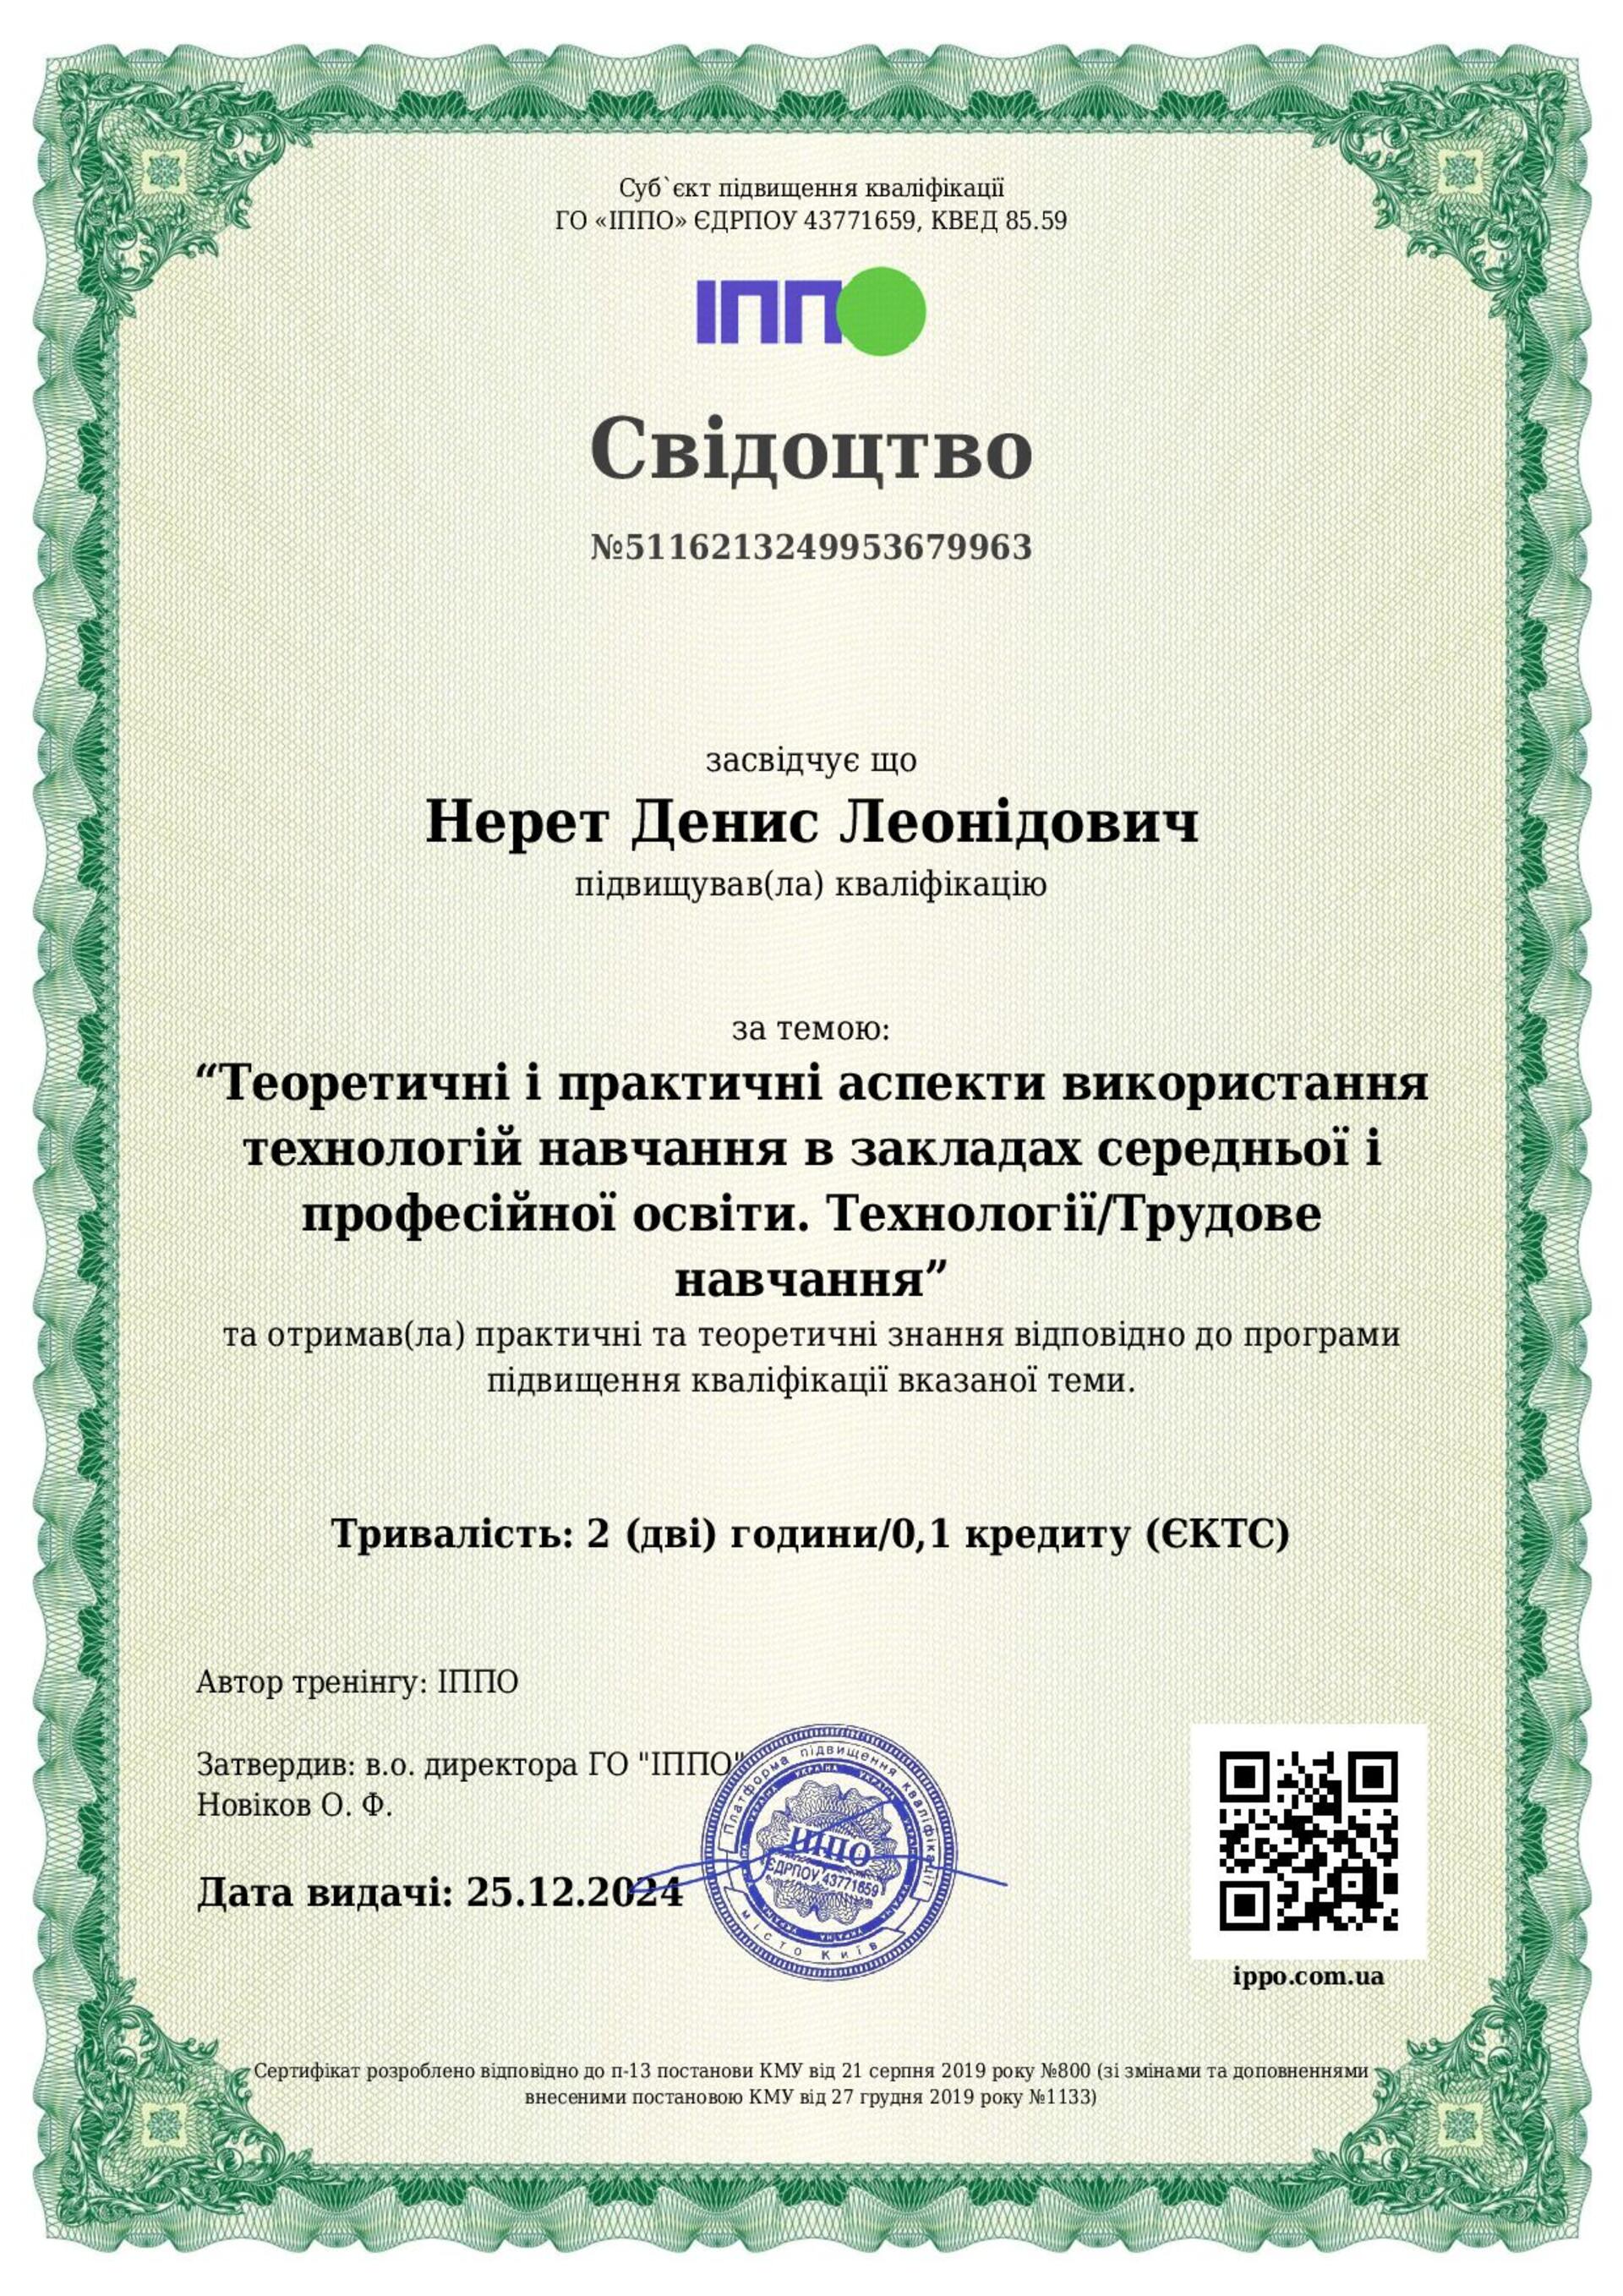 Суб`єкт підвищення кваліфікації
ГО «ІППО» ЄДРПОУ 43771659, КВЕД 85.59
ІППО
Свідоцтво
№5116213249953679963
засвідчує що
Нерет Денис Леонідович
підвищував(ла) кваліфікацію
за темою:
“Теоретичні і практичні аспекти використання
технологій навчання в закладах середньої і
професійної освіти. Технології/Трудове
навчання”
та отримав(ла) практичні та теоретичні знання відповідно до програми
підвищення кваліфікації вказаної теми.
Тривалість: 2 (дві) години/0,1 кредиту (ЄКТС)
Автор тренінгу: ІППО
Затвердив: в.о. директора ГО "ІППО"
Новіков О. Ф.
Дата видачі: 25.12.2024
Платформа підвищення кваліфікації
УКРАЇНА УКРАЇНА УКРАЇНА
ІППО
ЄДРПОУ 43771659
місто Київ
ippo.com.ua
Сертифікат розроблено відповідно до п-13 постанови КМУ від 21 серпня 2019 року №800 (зі змінами та доповненнями
внесеними постановою КМУ від 27 грудня 2019 року №1133)